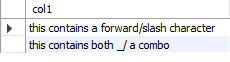 col1
this contains a forward/slash character
this contains both _/ a combo